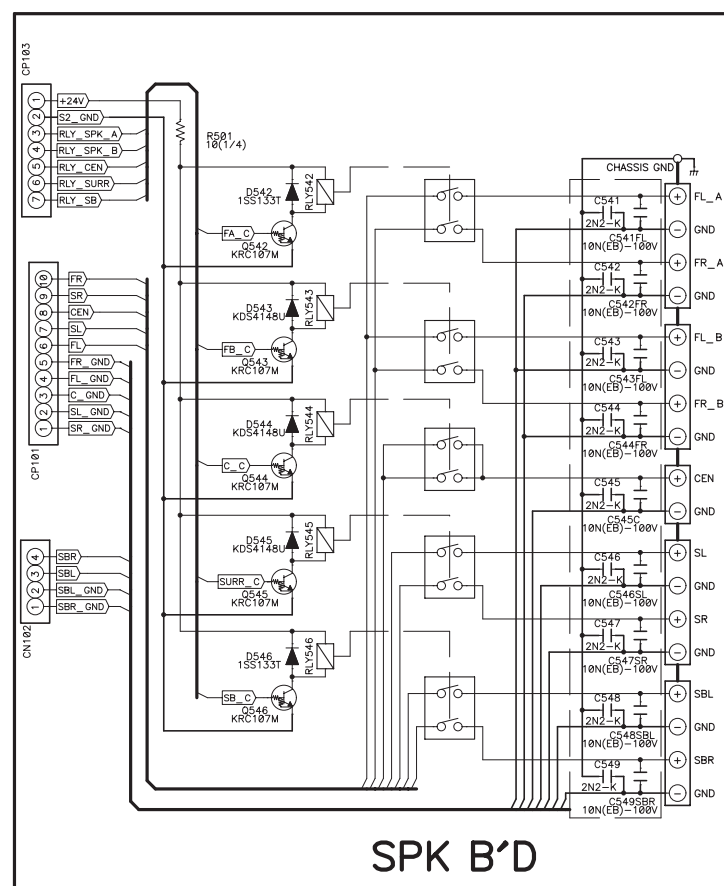 CP103
1 +24V
2 S2_GND
3 RLY_SPK_A
4 RLY_SPK_B
5 RLY_CEN
6 RLY_SURR
7 RLY_SB
R501
10(1/4)
D542
1SS133T
RLY542
FA_C
Q542
KRC107M
D543
KDS4148U
RLY543
FB_C
Q543
KRC107M
D544
KDS4148U
RLY544
C_C
Q544
KRC107M
D545
KDS4148U
RLY545
SURR_C
Q545
KRC107M
D546
1SS133T
RLY546
SB_C
Q546
KRC107M
10 FR
9 SR
8 CEN
7 SL
6 FL
5 FR_GND
4 FL_GND
3 C_GND
2 SL_GND
1 SR_GND
CP101
4 SBR
3 SBL
2 SBL_GND
1 SBR_GND
CN102
CHASSIS GND
+ FL_A
C541
2N2-K
− GND
C541FL
10N(EB)-100V
+ FR_A
C542
2N2-K
− GND
C542FR
10N(EB)-100V
+ FL_B
C543
2N2-K
− GND
C543FL
10N(EB)-100V
+ FR_B
C544
2N2-K
− GND
C544FR
10N(EB)-100V
+ CEN
C545
2N2-K
− GND
C545C
10N(EB)-100V
+ SL
C546
2N2-K
− GND
C546SL
10N(EB)-100V
+ SR
C547
2N2-K
− GND
C547SR
10N(EB)-100V
+ SBL
C548
2N2-K
− GND
C548SBL
10N(EB)-100V
+ SBR
C549
2N2-K
− GND
C549SBR
10N(EB)-100V
SPK B'D